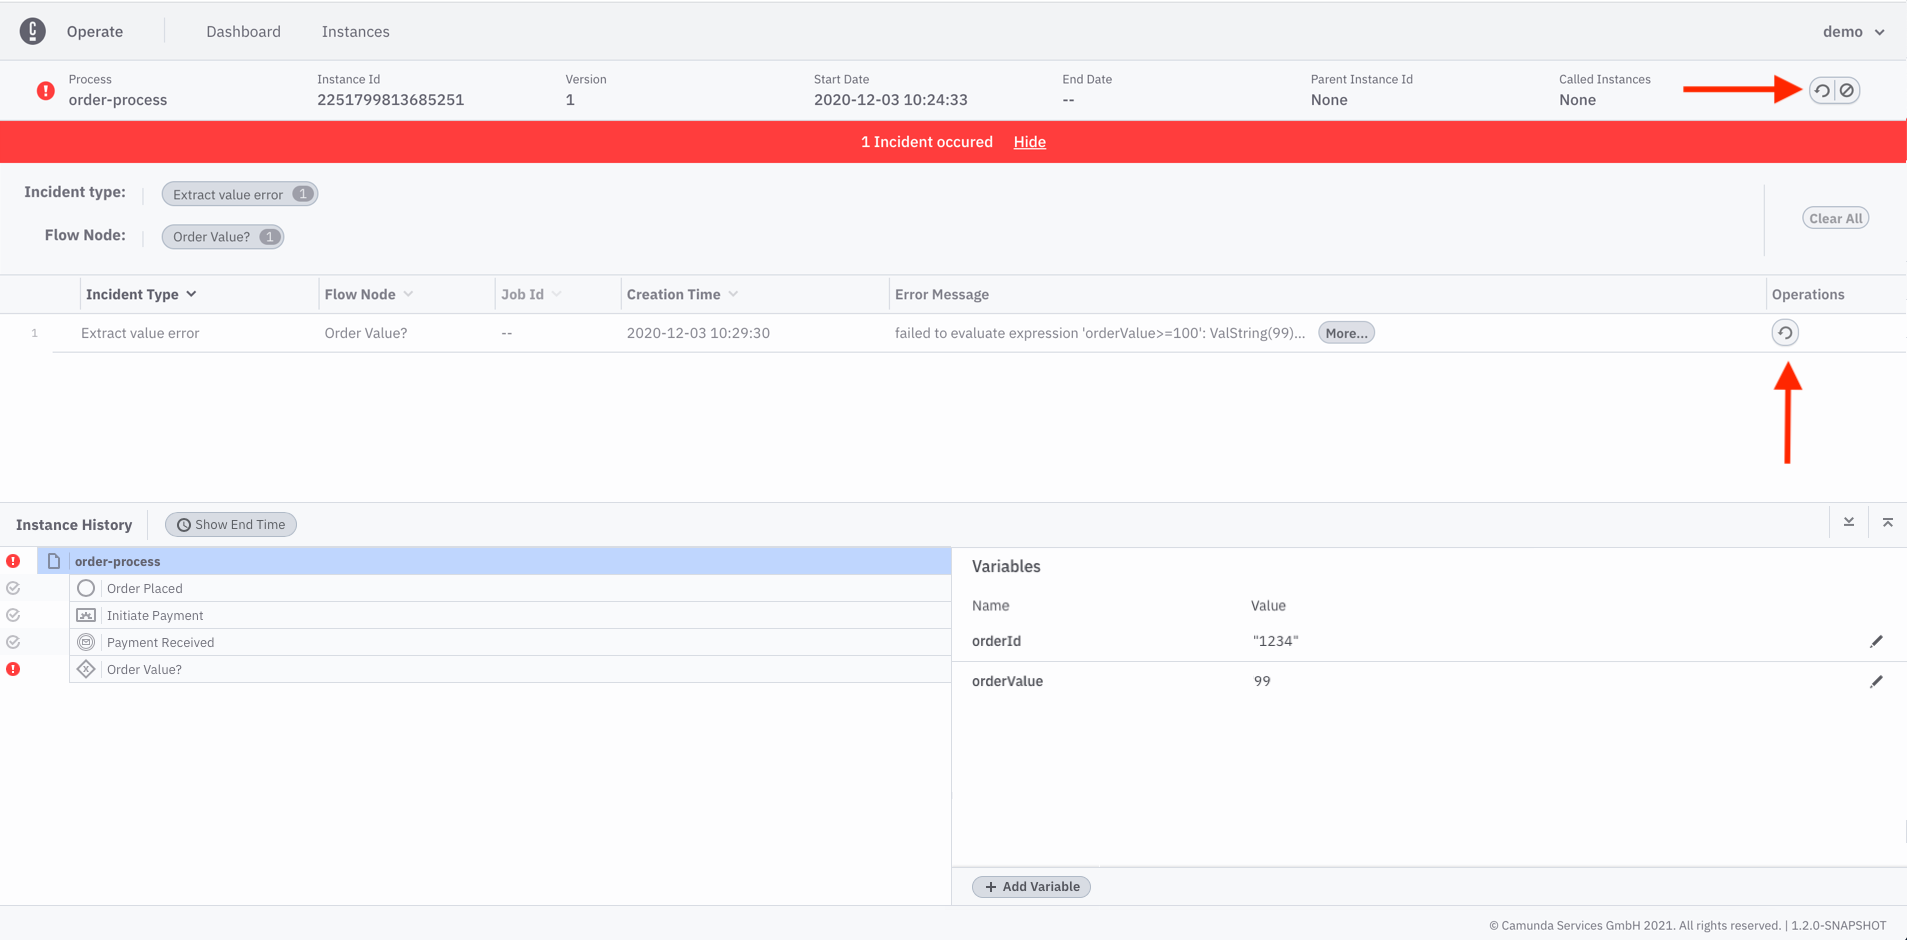 Operate Dashboard Instances demo
Process Instance Id Version Start Date End Date Parent Instance Id Called Instances
order-process 2251799813685251 1 2020-12-03 10:24:33 -- None None
1 Incident occured Hide
Incident type: Extract value error 1
Flow Node: Order Value? 1
Clear All
Incident Type Flow Node Job Id Creation Time Error Message Operations
1 Extract value error Order Value? -- 2020-12-03 10:29:30 failed to evaluate expression 'orderValue>=100': ValString(99)... More...
Instance History Show End Time
order-process
Order Placed
Initiate Payment
Payment Received
Order Value?
Variables
Name Value
orderId "1234"
orderValue 99
+ Add Variable
© Camunda Services GmbH 2021. All rights reserved. | 1.2.0-SNAPSHOT